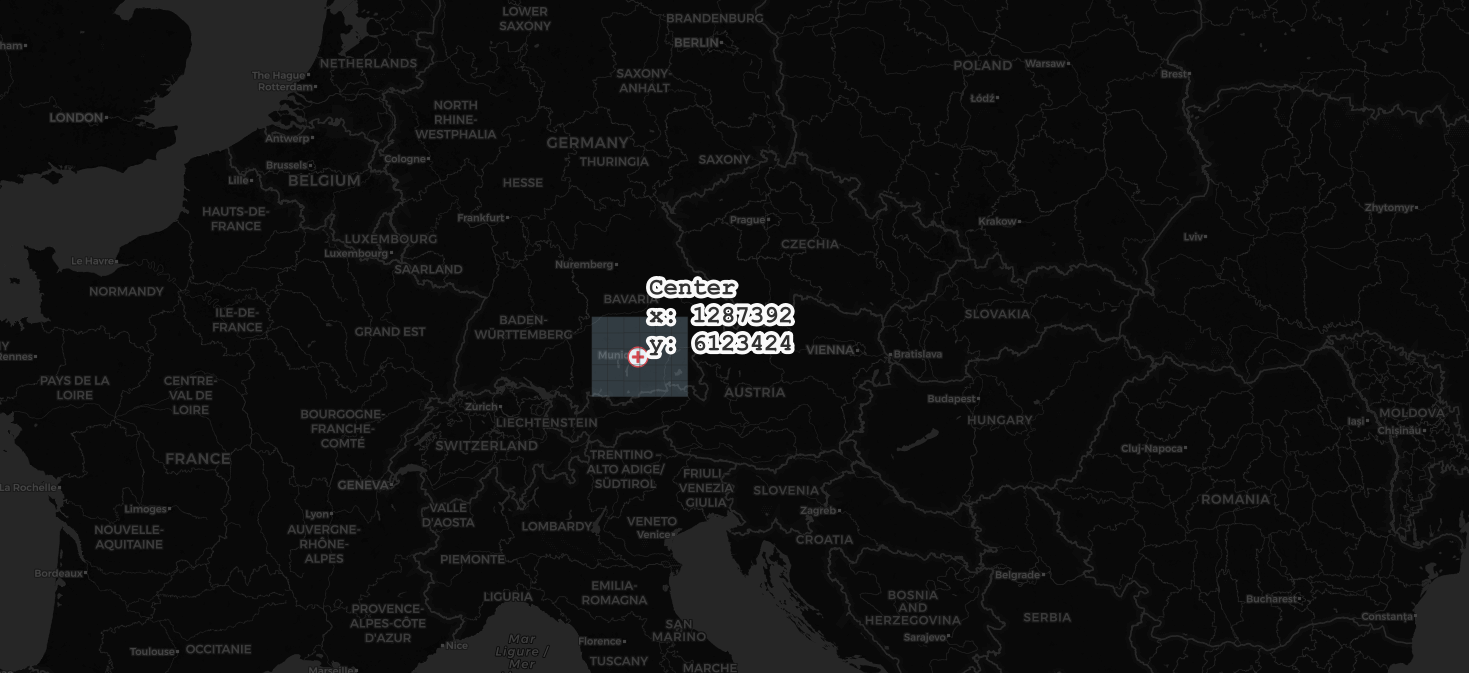 LOWER
SAXONY
BRANDENBURG
BERLIN
ham
NETHERLANDS
POLAND
Warsaw
SAXONY-
ANHALT
The Hague
Rotterdam
Brest
Łódź
NORTH
RHINE-
WESTPHALIA
LONDON
Antwerp
GERMANY
Cologne
THURINGIA
SAXONY
Brussels
Lille
BELGIUM
HESSE
HAUTS-DE-
FRANCE
Frankfurt
Prague
Krakow
Zhytomyr
LUXEMBOURG
Luxembourg
CZECHIA
Lviv
Le Havre
SAARLAND
Nuremberg
NORMANDY
Center
BAVARIA
x: 1287392
ILE-DE-
FRANCE
GRAND EST
BADEN-
WÜRTTEMBERG
SLOVAKIA
y: 6123424
Y
Rennes
Muni
VIENNA
Bratislava
PAYS DE LA
LOIRE
CENTRE-
VAL DE
LOIRE
AUSTRIA
Budapest
Zurich
LIECHTENSTEIN
BOURGOGNE-
FRANCHE-
COMTÉ
HUNGARY
MOLDOVA
Iași
Chișinău
SWITZERLAND
Cluj-Napoca
FRANCE
TRENTINO –
ALTO ADIGE/
SÜDTIROL
GENEVA
La Rochelle
FRIULI
VENEZIA
GIULIA
SLOVENIA
ROMANIA
Limoges
Lyon
VALLE
D'AOSTA
Zagreb
NOUVELLE-
AQUITAINE
AUVERGNE-
RHÔNE-
ALPES
LOMBARDY
VENETO
Venice
CROATIA
PIEMONTE
Bordeaux
Belgrade
EMILIA-
ROMAGNA
LIGURIA
BOSNIA
AND
HERZEGOVINA
Bucharest
PROVENCE-
ALPES-CÔTE
D'AZUR
SERBIA
Constanța
SAN
MARINO
Sarajevo
Toulouse
OCCITANIE
Nice
Mar
Ligure /
Mer
Florence
TUSCANY
MARCHE
Marseille